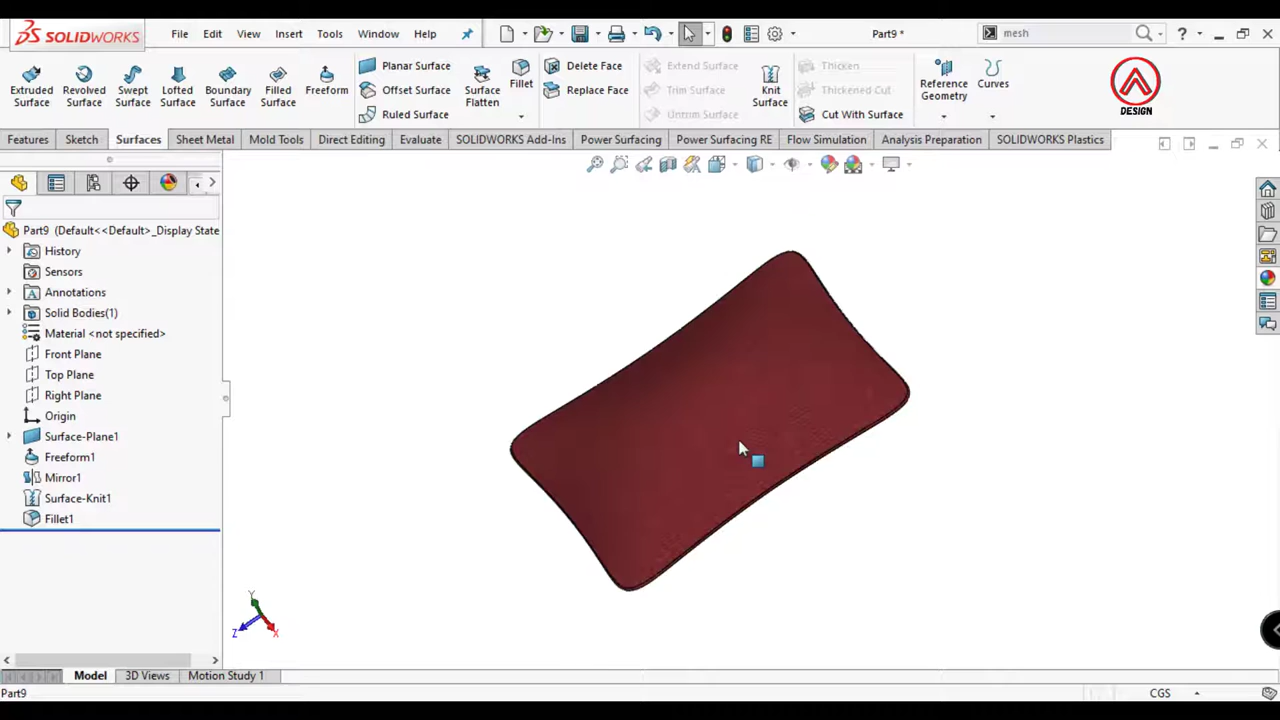 SOLIDWORKS File Edit View Insert Tools Window Help Part9 * mesh ?
Extruded Surface
Revolved Surface
Swept Surface
Lofted Surface
Boundary Surface
Filled Surface
Freeform
Planar Surface
Offset Surface
Ruled Surface
Surface Flatten
Fillet
Delete Face
Replace Face
Extend Surface
Trim Surface
Untrim Surface
Knit Surface
Thicken
Thickened Cut
Cut With Surface
Reference Geometry
Curves
DESIGN
Features Sketch Surfaces Sheet Metal Mold Tools Direct Editing Evaluate SOLIDWORKS Add-Ins Power Surfacing Power Surfacing RE Flow Simulation Analysis Preparation SOLIDWORKS Plastics
Part9 (Default<<Default>_Display State
History
Sensors
Annotations
Solid Bodies(1)
Material <not specified>
Front Plane
Top Plane
Right Plane
Origin
Surface-Plane1
Freeform1
Mirror1
Surface-Knit1
Fillet1
Y
Z X
Model 3D Views Motion Study 1
Part9 CGS